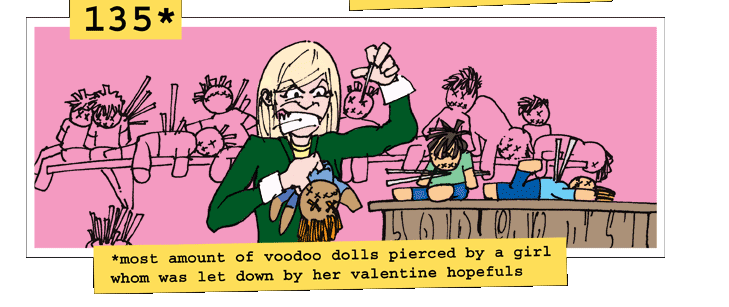 135*
*most amount of voodoo dolls pierced by a girl
whom was let down by her valentine hopefuls